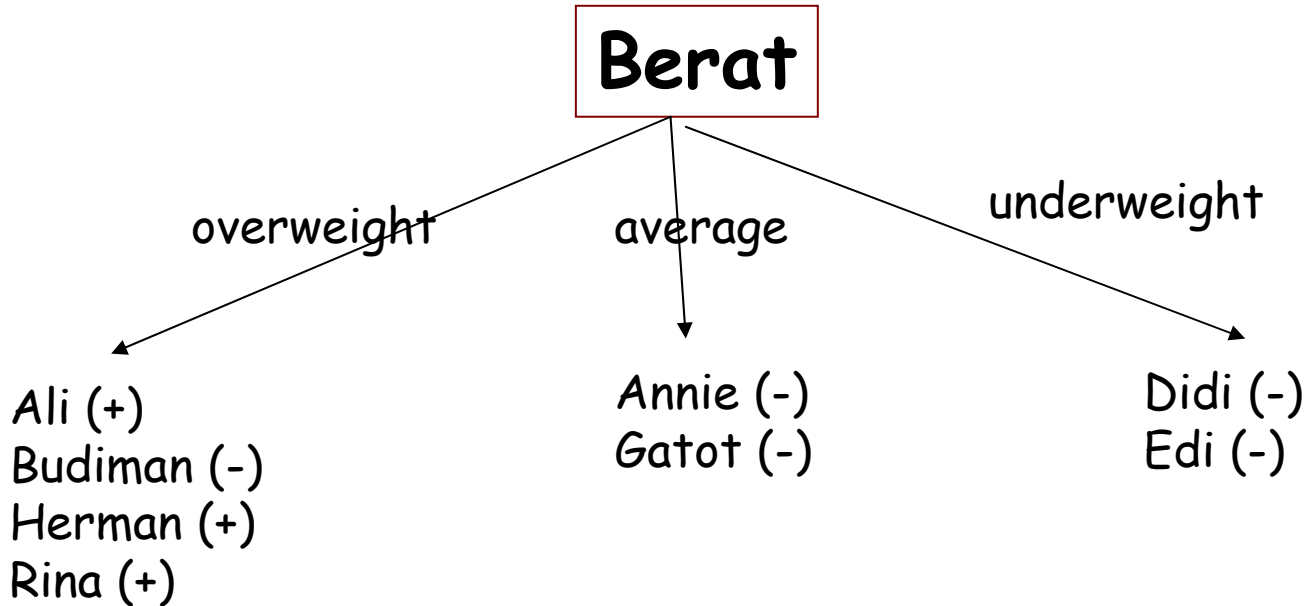 Berat
overweight
average
underweight
Ali (+)
Budiman (-)
Herman (+)
Rina (+)
Annie (-)
Gatot (-)
Didi (-)
Edi (-)